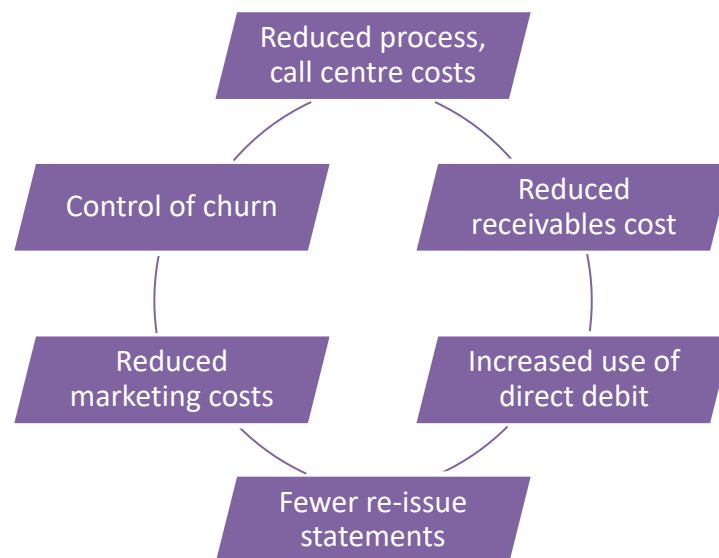 Reduced process,
call centre costs
Control of churn
Reduced
receivables cost
Reduced
marketing costs
Increased use of
direct debit
Fewer re-issue
statements